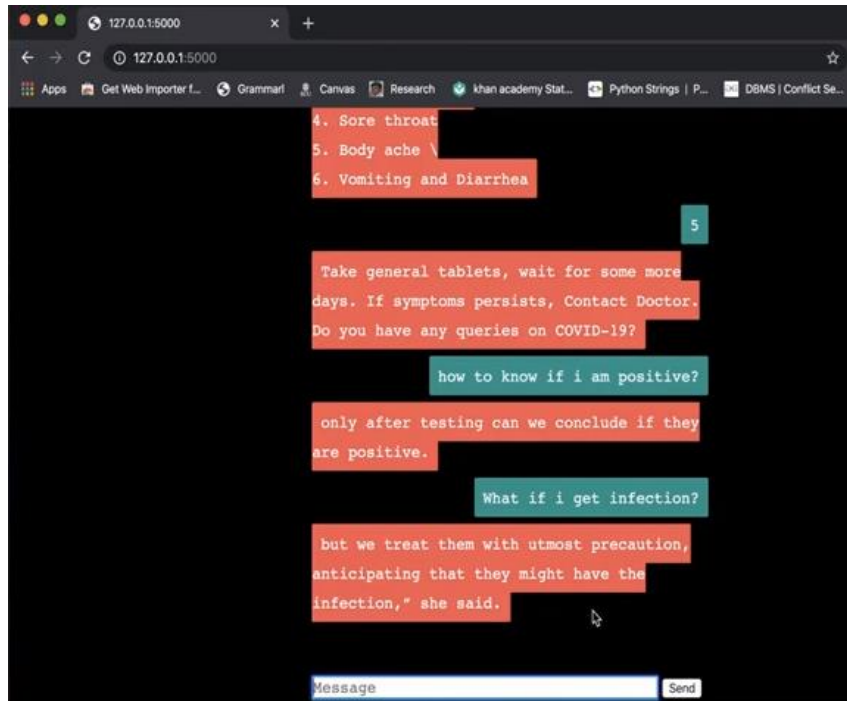 127.0.0.1:5000
127.0.0.1:5000
Apps Get Web Importer f... Grammarl Canvas Research khan academy Stat... Python Strings | P... DBMS | Conflict Se...
4. Sore throat
5. Body ache \
6. Vomiting and Diarrhea
5
Take general tablets, wait for some more
days. If symptoms persists, Contact Doctor.
Do you have any queries on COVID-19?
how to know if i am positive?
only after testing can we conclude if they
are positive.
What if i get infection?
but we treat them with utmost precaution,
anticipating that they might have the
infection,” she said.
Message Send